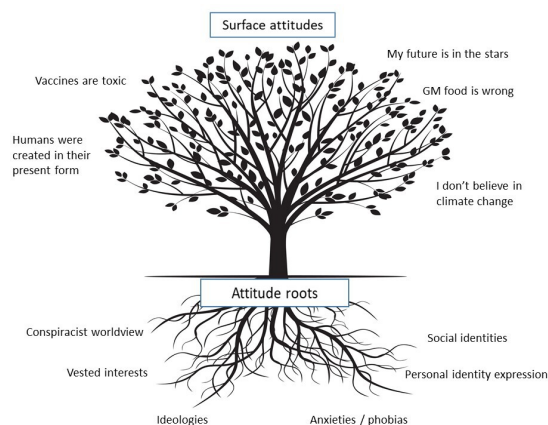 Surface attitudes
My future is in the stars
Vaccines are toxic
GM food is wrong
Humans were
created in their
present form
I don't believe in
climate change
Attitude roots
Conspiracist worldview
Social identities
Vested interests
Personal identity expression
Ideologies
Anxieties / phobias